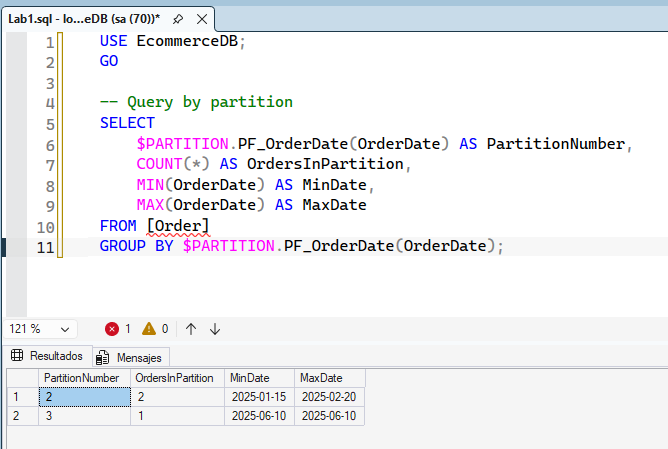 Lab1.sql - lo...eDB (sa (70))*
1 USE EcommerceDB;
2 GO
3
4 -- Query by partition
5 SELECT
6 $PARTITION.PF_OrderDate(OrderDate) AS PartitionNumber,
7 COUNT(*) AS OrdersInPartition,
8 MIN(OrderDate) AS MinDate,
9 MAX(OrderDate) AS MaxDate
10 FROM [Order]
11 GROUP BY $PARTITION.PF_OrderDate(OrderDate);
121 % 1 0
Resultados Mensajes
PartitionNumber OrdersInPartition MinDate MaxDate
1 2 2 2025-01-15 2025-02-20
2 3 1 2025-06-10 2025-06-10